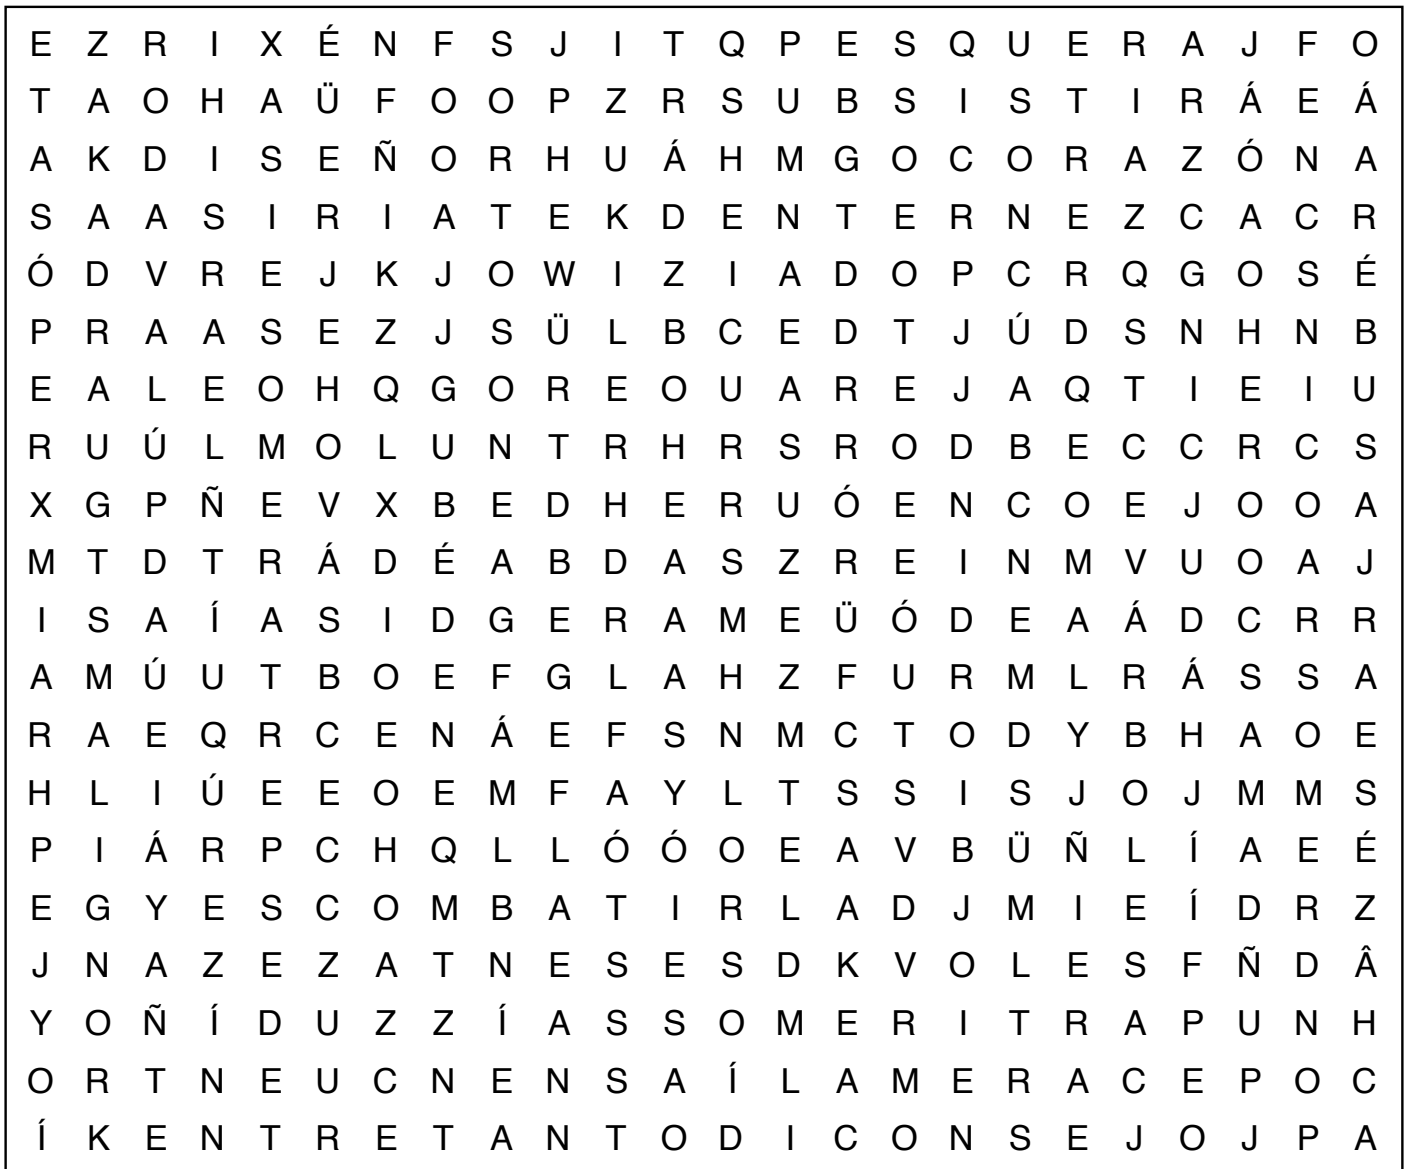 E Z R I X É N F S J I T Q P E S Q U E R A J F O
T A O H A Ü F O O P Z R S U B S I S T I R Á E Á
A K D I S E Ñ O R H U Á H M G O C O R A Z Ó N A
S A A S I R I A T E K D E N T E R N E Z C A C R
Ó D V R E J K J O W I Z I A D O P C R Q G O S É
P R A A S E Z J S Ü L B C E D T J Ú D S N H N B
E A L E O H Q G O R E O U A R E J A Q T I E I U
R U Ú L M O L U N T R H R S R O D B E C C R C S
X G P Ñ E V X B E D H E R U Ó E N C O E J O O A
M T D T R Á D É A B D A S Z R E I N M V U O A J
I S A Í A S I D G E R A M E Ü Ó D E A Á D C R R
A M Ú U T B O E F G L A H Z F U R M L R Á S S A
R A E Q R C E N Á E F S N M C T O D Y B H A O E
H L I Ú E E O E M F A Y L T S S I S J O J M M S
P I Á R P C H Q L L Ó Ó O E A V B Ü Ñ L Í A E É
E G Y E S C O M B A T I R L A D J M I E Í D R Z
J N A Z E Z A T N E S E S D K V O L E S F Ñ D Â
Y O Ñ Í D U Z Z Í A S S O M E R I T R A P U N H
O R T N E U C N E N S A Í L A M E R A C E P O C
Í K E N T R E T A N T O D I C O N S E J O J P A